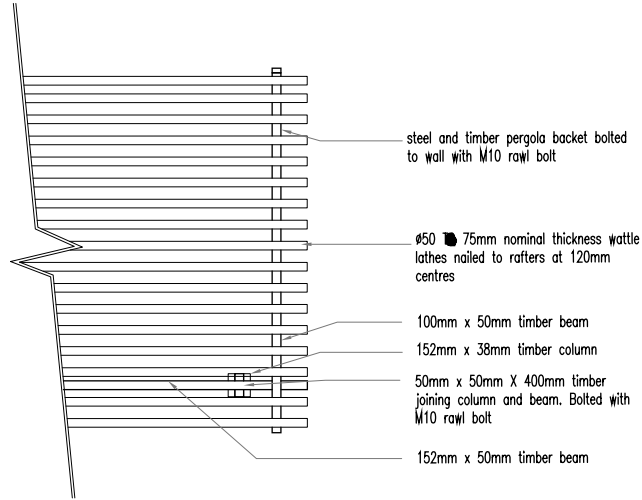 steel and timber pergola backet bolted
to wall with M10 rawl bolt
ø50 75mm nominal thickness wattle
lathes nailed to rafters at 120mm
centres
100mm x 50mm timber beam
152mm x 38mm timber column
50mm x 50mm X 400mm timber
joining column and beam. Bolted with
M10 rawl bolt
152mm x 50mm timber beam